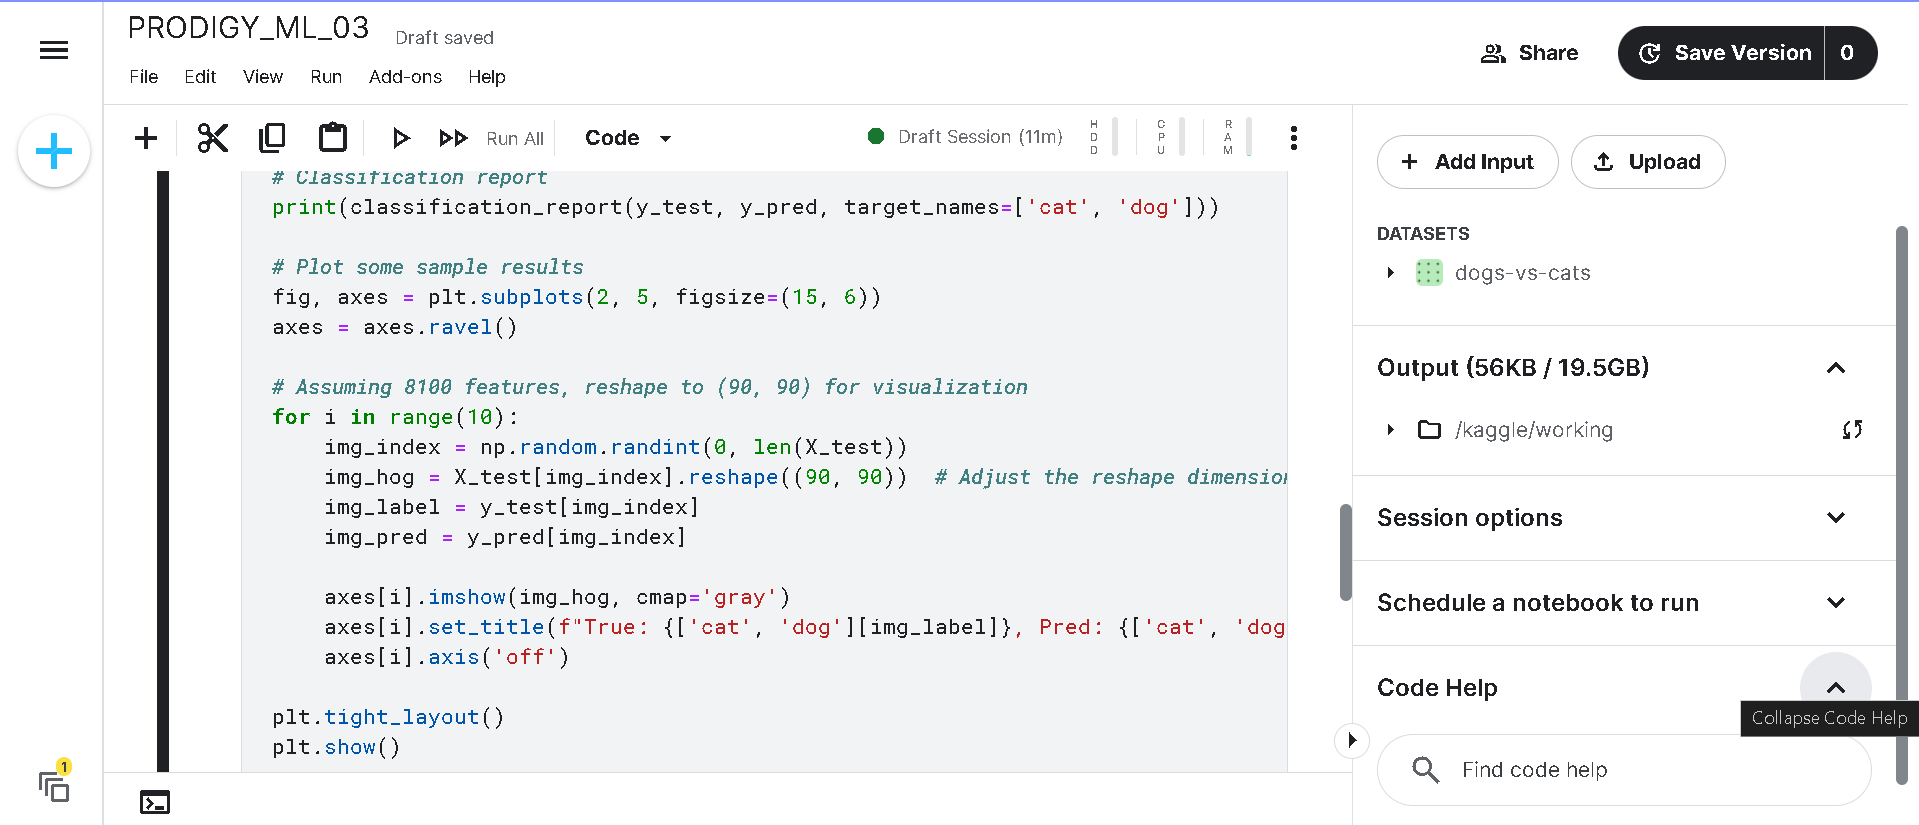 PRODIGY_ML_03
Draft saved
File Edit View Run Add-ons Help
Share
Save Version 0
Run All
Code
Draft Session (11m)
HDD
CPU
RAM
# Classification report
print(classification_report(y_test, y_pred, target_names=['cat', 'dog']))
# Plot some sample results
fig, axes = plt.subplots(2, 5, figsize=(15, 6))
axes = axes.ravel()
# Assuming 8100 features, reshape to (90, 90) for visualization
for i in range(10):
    img_index = np.random.randint(0, len(X_test))
    img_hog = X_test[img_index].reshape((90, 90))  # Adjust the reshape dimension
    img_label = y_test[img_index]
    img_pred = y_pred[img_index]
    axes[i].imshow(img_hog, cmap='gray')
    axes[i].set_title(f"True: {['cat', 'dog'][img_label]}, Pred: {['cat', 'dog
    axes[i].axis('off')
plt.tight_layout()
plt.show()
1
Add Input
Upload
DATASETS
dogs-vs-cats
Output (56KB / 19.5GB)
/kaggle/working
Session options
Schedule a notebook to run
Code Help
Collapse Code Help
Find code help